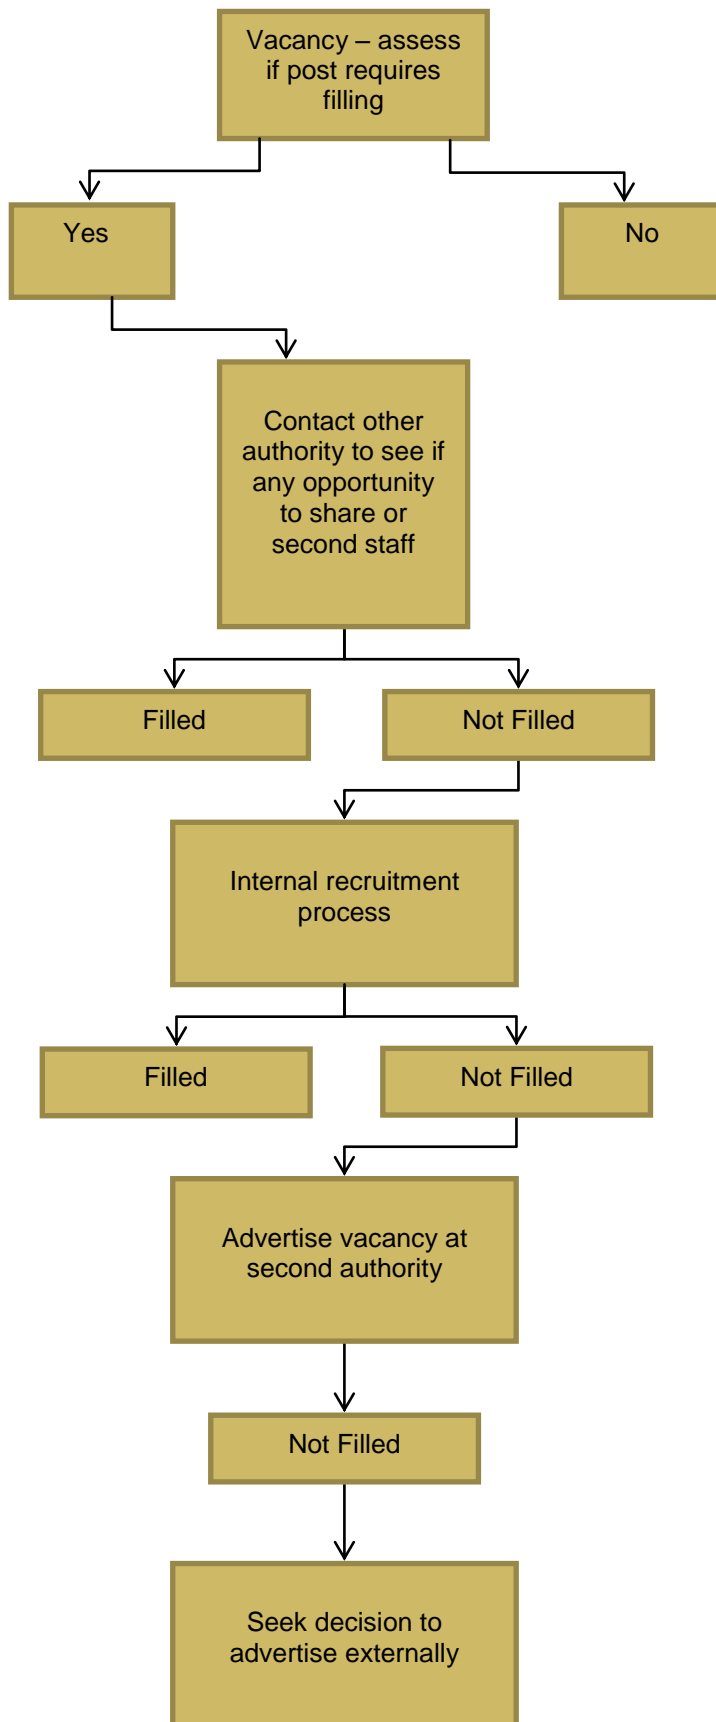 Vacancy – assess
if post requires
filling
Yes
No
Contact other
authority to see if
any opportunity
to share or
second staff
Filled
Not Filled
Internal recruitment
process
Filled
Not Filled
Advertise vacancy at
second authority
Not Filled
Seek decision to
advertise externally